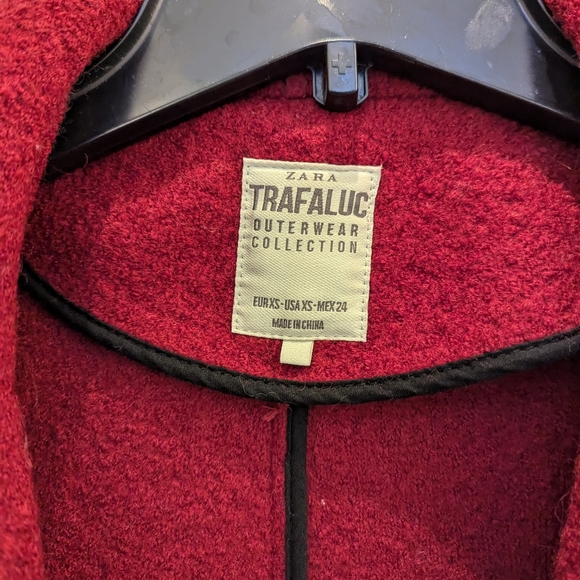 ZARA
TRAFALUC
OUTERWEAR
COLLECTION
EUR XS-USA XS-MEX 24
MADE IN CHINA